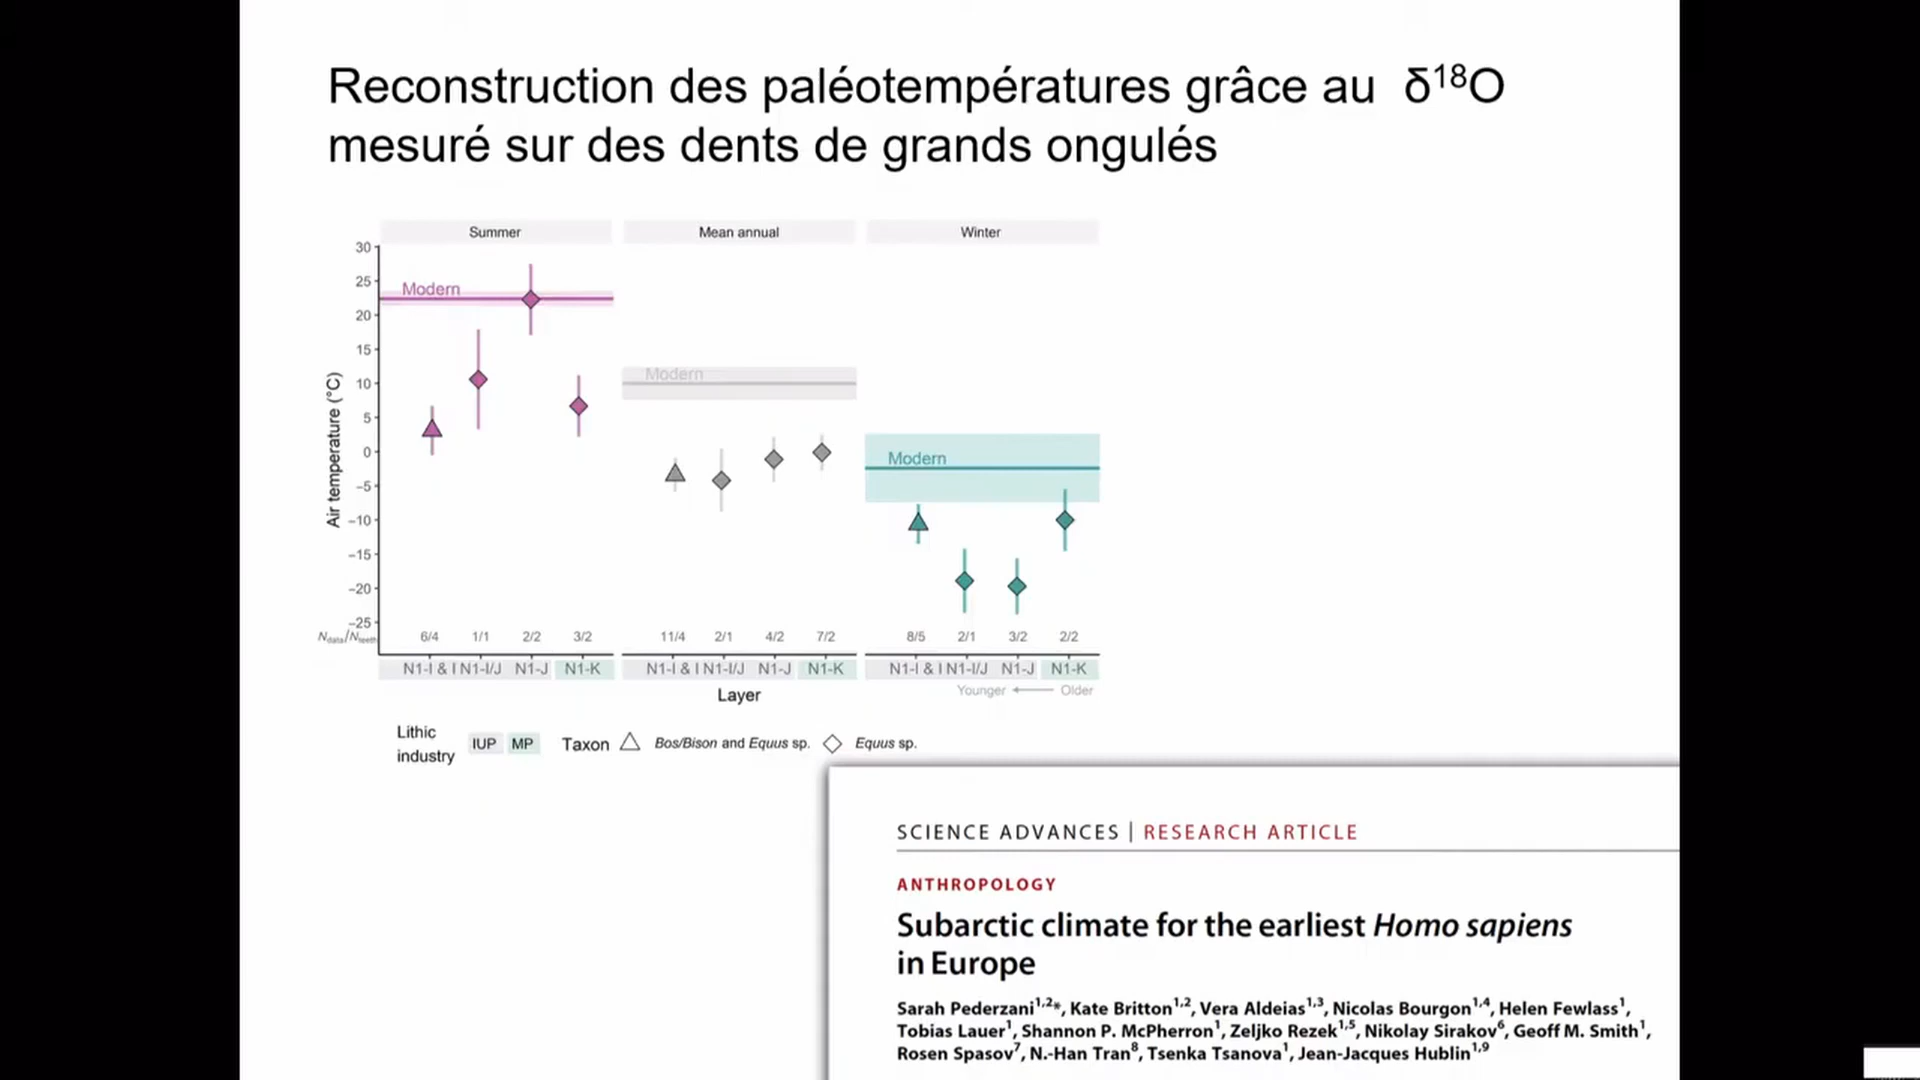 Reconstruction des paléotempératures grâce au δ¹⁸O
mesuré sur des dents de grands ongulés
Summer
Mean annual
Winter
Air temperature (°C)
30
25
20
15
10
5
0
−5
−10
−15
−20
−25
Modern
Modern
Modern
Ndata/Nteeth
6/4 1/1 2/2 3/2
11/4 2/1 4/2 7/2
8/5 2/1 3/2 2/2
N1-I & I N1-I/J N1-J N1-K
N1-I & I N1-I/J N1-J N1-K
N1-I & I N1-I/J N1-J N1-K
Younger Older
Layer
Lithic
industry
IUP MP
Taxon Bos/Bison and Equus sp. Equus sp.
SCIENCE ADVANCES | RESEARCH ARTICLE
ANTHROPOLOGY
Subarctic climate for the earliest Homo sapiens
in Europe
Sarah Pederzani¹,²*, Kate Britton¹,², Vera Aldeias¹,³, Nicolas Bourgon¹,⁴, Helen Fewlass¹,
Tobias Lauer¹, Shannon P. McPherron¹, Zeljko Rezek¹,⁵, Nikolay Sirakov⁶, Geoff M. Smith¹,
Rosen Spasov⁷, N.-Han Tran⁸, Tsenka Tsanova¹, Jean-Jacques Hublin¹,⁹